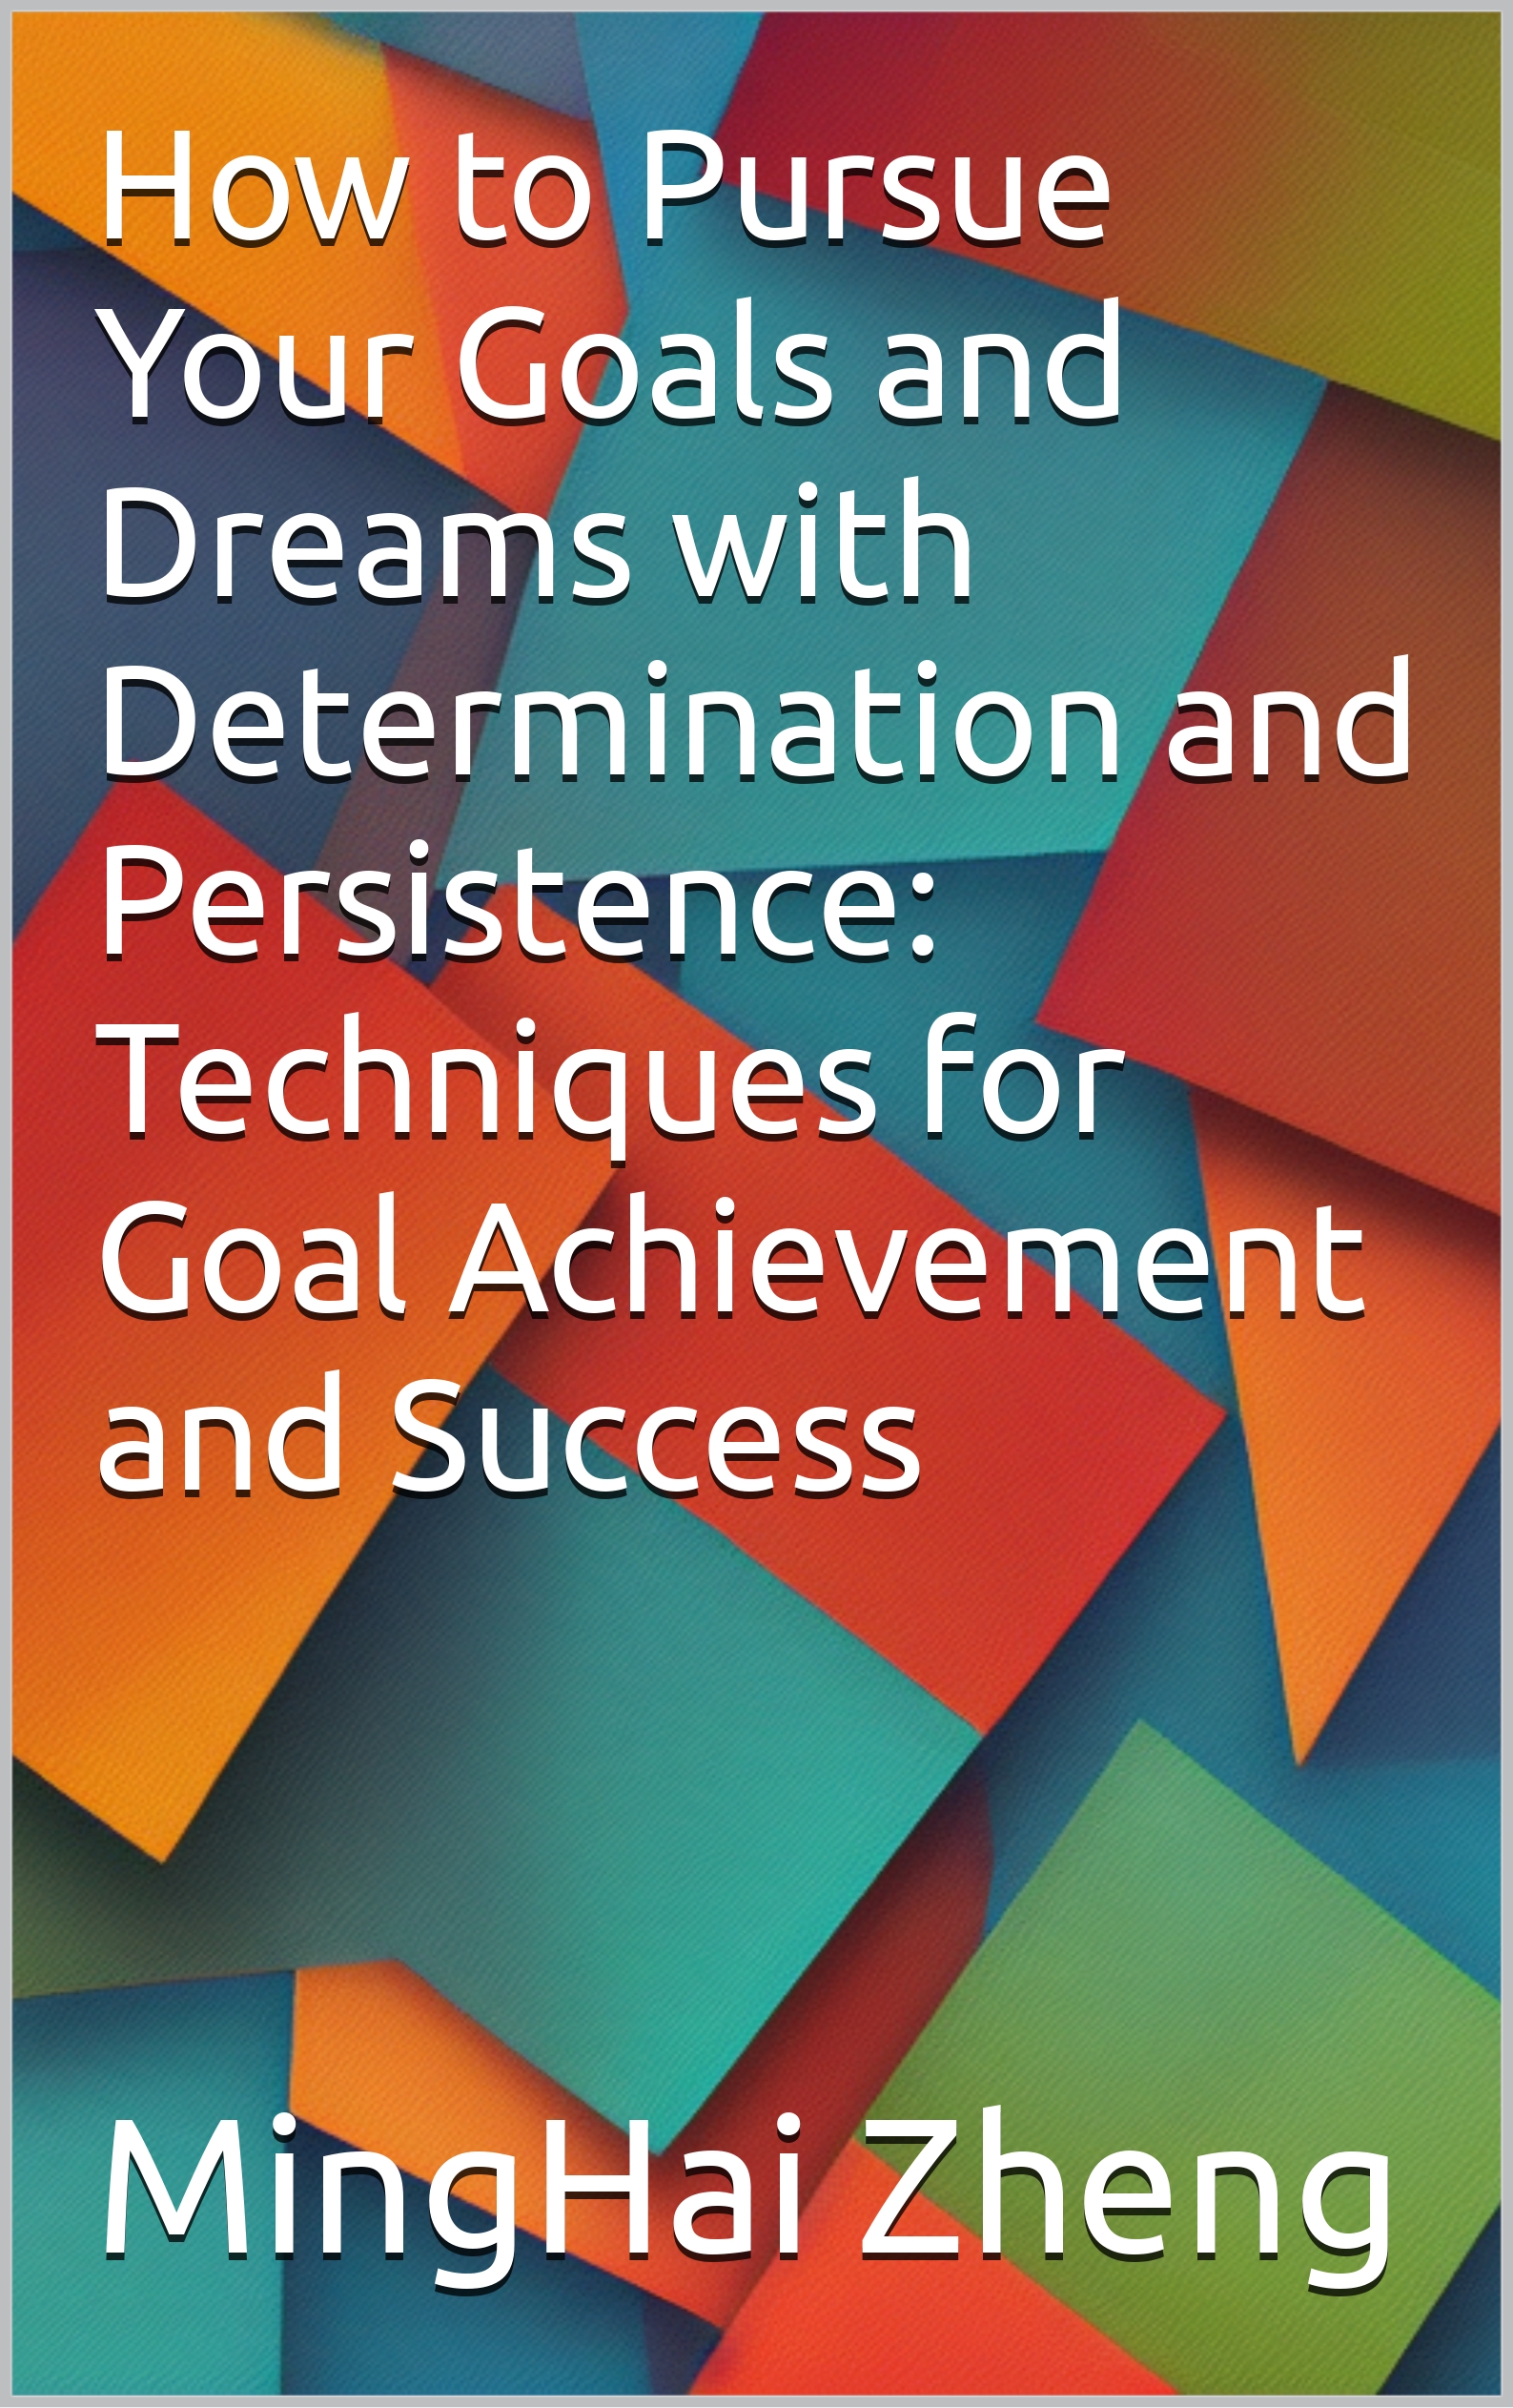 How to Pursue
Your Goals and
Dreams with
Determination and
Persistence:
Techniques for
Goal Achievement
and Success
MingHai Zheng